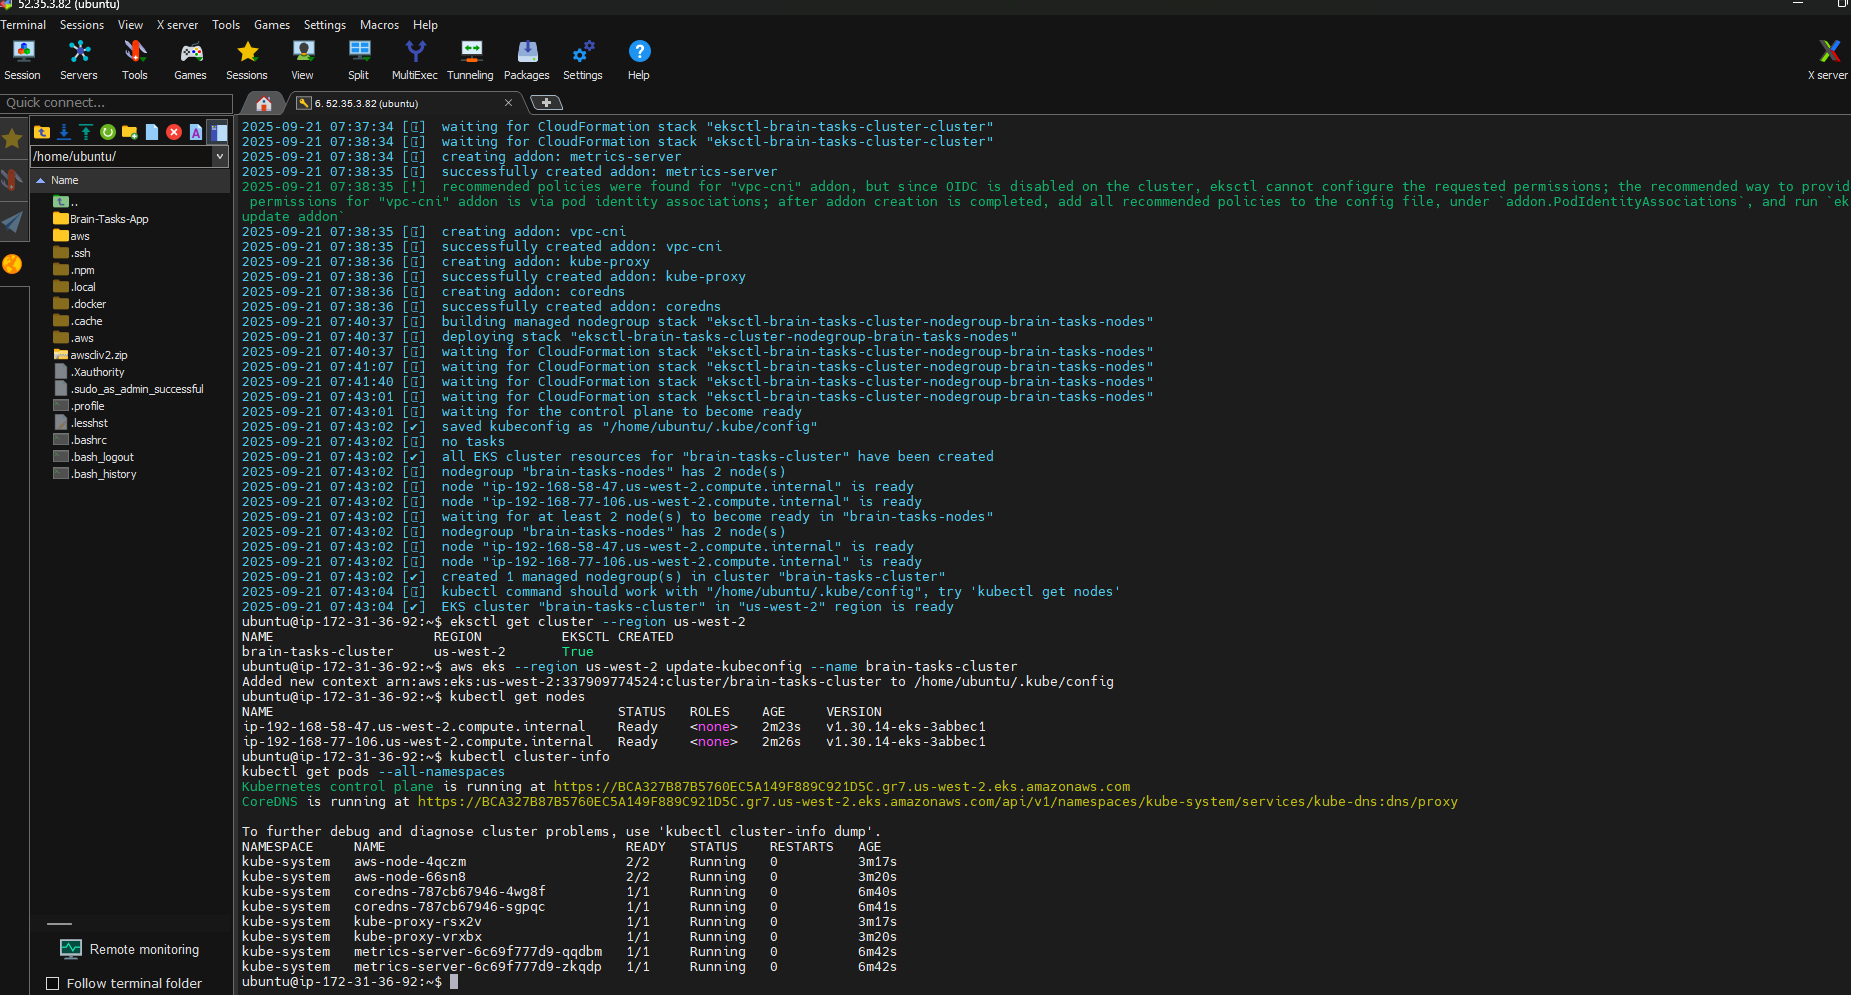 52.35.3.82 (ubuntu)
Terminal Sessions View X server Tools Games Settings Macros Help
Session Servers Tools Games Sessions View Split MultiExec Tunneling Packages Settings Help X server
Quick connect...
6. 52.35.3.82 (ubuntu)
/home/ubuntu/
Name
..
Brain-Tasks-App
aws
.ssh
.npm
.local
.docker
.cache
.aws
awscliv2.zip
.Xauthority
.sudo_as_admin_successful
.profile
.lesshst
.bashrc
.bash_logout
.bash_history
Remote monitoring
Follow terminal folder
2025-09-21 07:37:34 [i]  waiting for CloudFormation stack "eksctl-brain-tasks-cluster-cluster"
2025-09-21 07:38:34 [i]  waiting for CloudFormation stack "eksctl-brain-tasks-cluster-cluster"
2025-09-21 07:38:34 [i]  creating addon: metrics-server
2025-09-21 07:38:35 [i]  successfully created addon: metrics-server
2025-09-21 07:38:35 [!]  recommended policies were found for "vpc-cni" addon, but since OIDC is disabled on the cluster, eksctl cannot configure the requested permissions; the recommended way to provid
permissions for "vpc-cni" addon is via pod identity associations; after addon creation is completed, add all recommended policies to the config file, under `addon.PodIdentityAssociations`, and run `ek
update addon`
2025-09-21 07:38:35 [i]  creating addon: vpc-cni
2025-09-21 07:38:35 [i]  successfully created addon: vpc-cni
2025-09-21 07:38:36 [i]  creating addon: kube-proxy
2025-09-21 07:38:36 [i]  successfully created addon: kube-proxy
2025-09-21 07:38:36 [i]  creating addon: coredns
2025-09-21 07:38:36 [i]  successfully created addon: coredns
2025-09-21 07:40:37 [i]  building managed nodegroup stack "eksctl-brain-tasks-cluster-nodegroup-brain-tasks-nodes"
2025-09-21 07:40:37 [i]  deploying stack "eksctl-brain-tasks-cluster-nodegroup-brain-tasks-nodes"
2025-09-21 07:40:37 [i]  waiting for CloudFormation stack "eksctl-brain-tasks-cluster-nodegroup-brain-tasks-nodes"
2025-09-21 07:41:07 [i]  waiting for CloudFormation stack "eksctl-brain-tasks-cluster-nodegroup-brain-tasks-nodes"
2025-09-21 07:41:40 [i]  waiting for CloudFormation stack "eksctl-brain-tasks-cluster-nodegroup-brain-tasks-nodes"
2025-09-21 07:43:01 [i]  waiting for CloudFormation stack "eksctl-brain-tasks-cluster-nodegroup-brain-tasks-nodes"
2025-09-21 07:43:01 [i]  waiting for the control plane to become ready
2025-09-21 07:43:02 [✔]  saved kubeconfig as "/home/ubuntu/.kube/config"
2025-09-21 07:43:02 [i]  no tasks
2025-09-21 07:43:02 [✔]  all EKS cluster resources for "brain-tasks-cluster" have been created
2025-09-21 07:43:02 [i]  nodegroup "brain-tasks-nodes" has 2 node(s)
2025-09-21 07:43:02 [i]  node "ip-192-168-58-47.us-west-2.compute.internal" is ready
2025-09-21 07:43:02 [i]  node "ip-192-168-77-106.us-west-2.compute.internal" is ready
2025-09-21 07:43:02 [i]  waiting for at least 2 node(s) to become ready in "brain-tasks-nodes"
2025-09-21 07:43:02 [i]  nodegroup "brain-tasks-nodes" has 2 node(s)
2025-09-21 07:43:02 [i]  node "ip-192-168-58-47.us-west-2.compute.internal" is ready
2025-09-21 07:43:02 [i]  node "ip-192-168-77-106.us-west-2.compute.internal" is ready
2025-09-21 07:43:02 [✔]  created 1 managed nodegroup(s) in cluster "brain-tasks-cluster"
2025-09-21 07:43:04 [i]  kubectl command should work with "/home/ubuntu/.kube/config", try 'kubectl get nodes'
2025-09-21 07:43:04 [✔]  EKS cluster "brain-tasks-cluster" in "us-west-2" region is ready
ubuntu@ip-172-31-36-92:~$ eksctl get cluster --region us-west-2
NAME REGION EKSCTL CREATED
brain-tasks-cluster us-west-2 True
ubuntu@ip-172-31-36-92:~$ aws eks --region us-west-2 update-kubeconfig --name brain-tasks-cluster
Added new context arn:aws:eks:us-west-2:337909774524:cluster/brain-tasks-cluster to /home/ubuntu/.kube/config
ubuntu@ip-172-31-36-92:~$ kubectl get nodes
NAME STATUS ROLES AGE VERSION
ip-192-168-58-47.us-west-2.compute.internal Ready <none> 2m23s v1.30.14-eks-3abbec1
ip-192-168-77-106.us-west-2.compute.internal Ready <none> 2m26s v1.30.14-eks-3abbec1
ubuntu@ip-172-31-36-92:~$ kubectl cluster-info
kubectl get pods --all-namespaces
Kubernetes control plane is running at https://BCA327B87B5760EC5A149F889C921D5C.gr7.us-west-2.eks.amazonaws.com
CoreDNS is running at https://BCA327B87B5760EC5A149F889C921D5C.gr7.us-west-2.eks.amazonaws.com/api/v1/namespaces/kube-system/services/kube-dns:dns/proxy
To further debug and diagnose cluster problems, use 'kubectl cluster-info dump'.
NAMESPACE NAME READY STATUS RESTARTS AGE
kube-system aws-node-4qczm 2/2 Running 0 3m17s
kube-system aws-node-66sn8 2/2 Running 0 3m20s
kube-system coredns-787cb67946-4wg8f 1/1 Running 0 6m40s
kube-system coredns-787cb67946-sgpqc 1/1 Running 0 6m41s
kube-system kube-proxy-rsx2v 1/1 Running 0 3m17s
kube-system kube-proxy-vrxbx 1/1 Running 0 3m20s
kube-system metrics-server-6c69f777d9-qqdbm 1/1 Running 0 6m42s
kube-system metrics-server-6c69f777d9-zkqdp 1/1 Running 0 6m42s
ubuntu@ip-172-31-36-92:~$